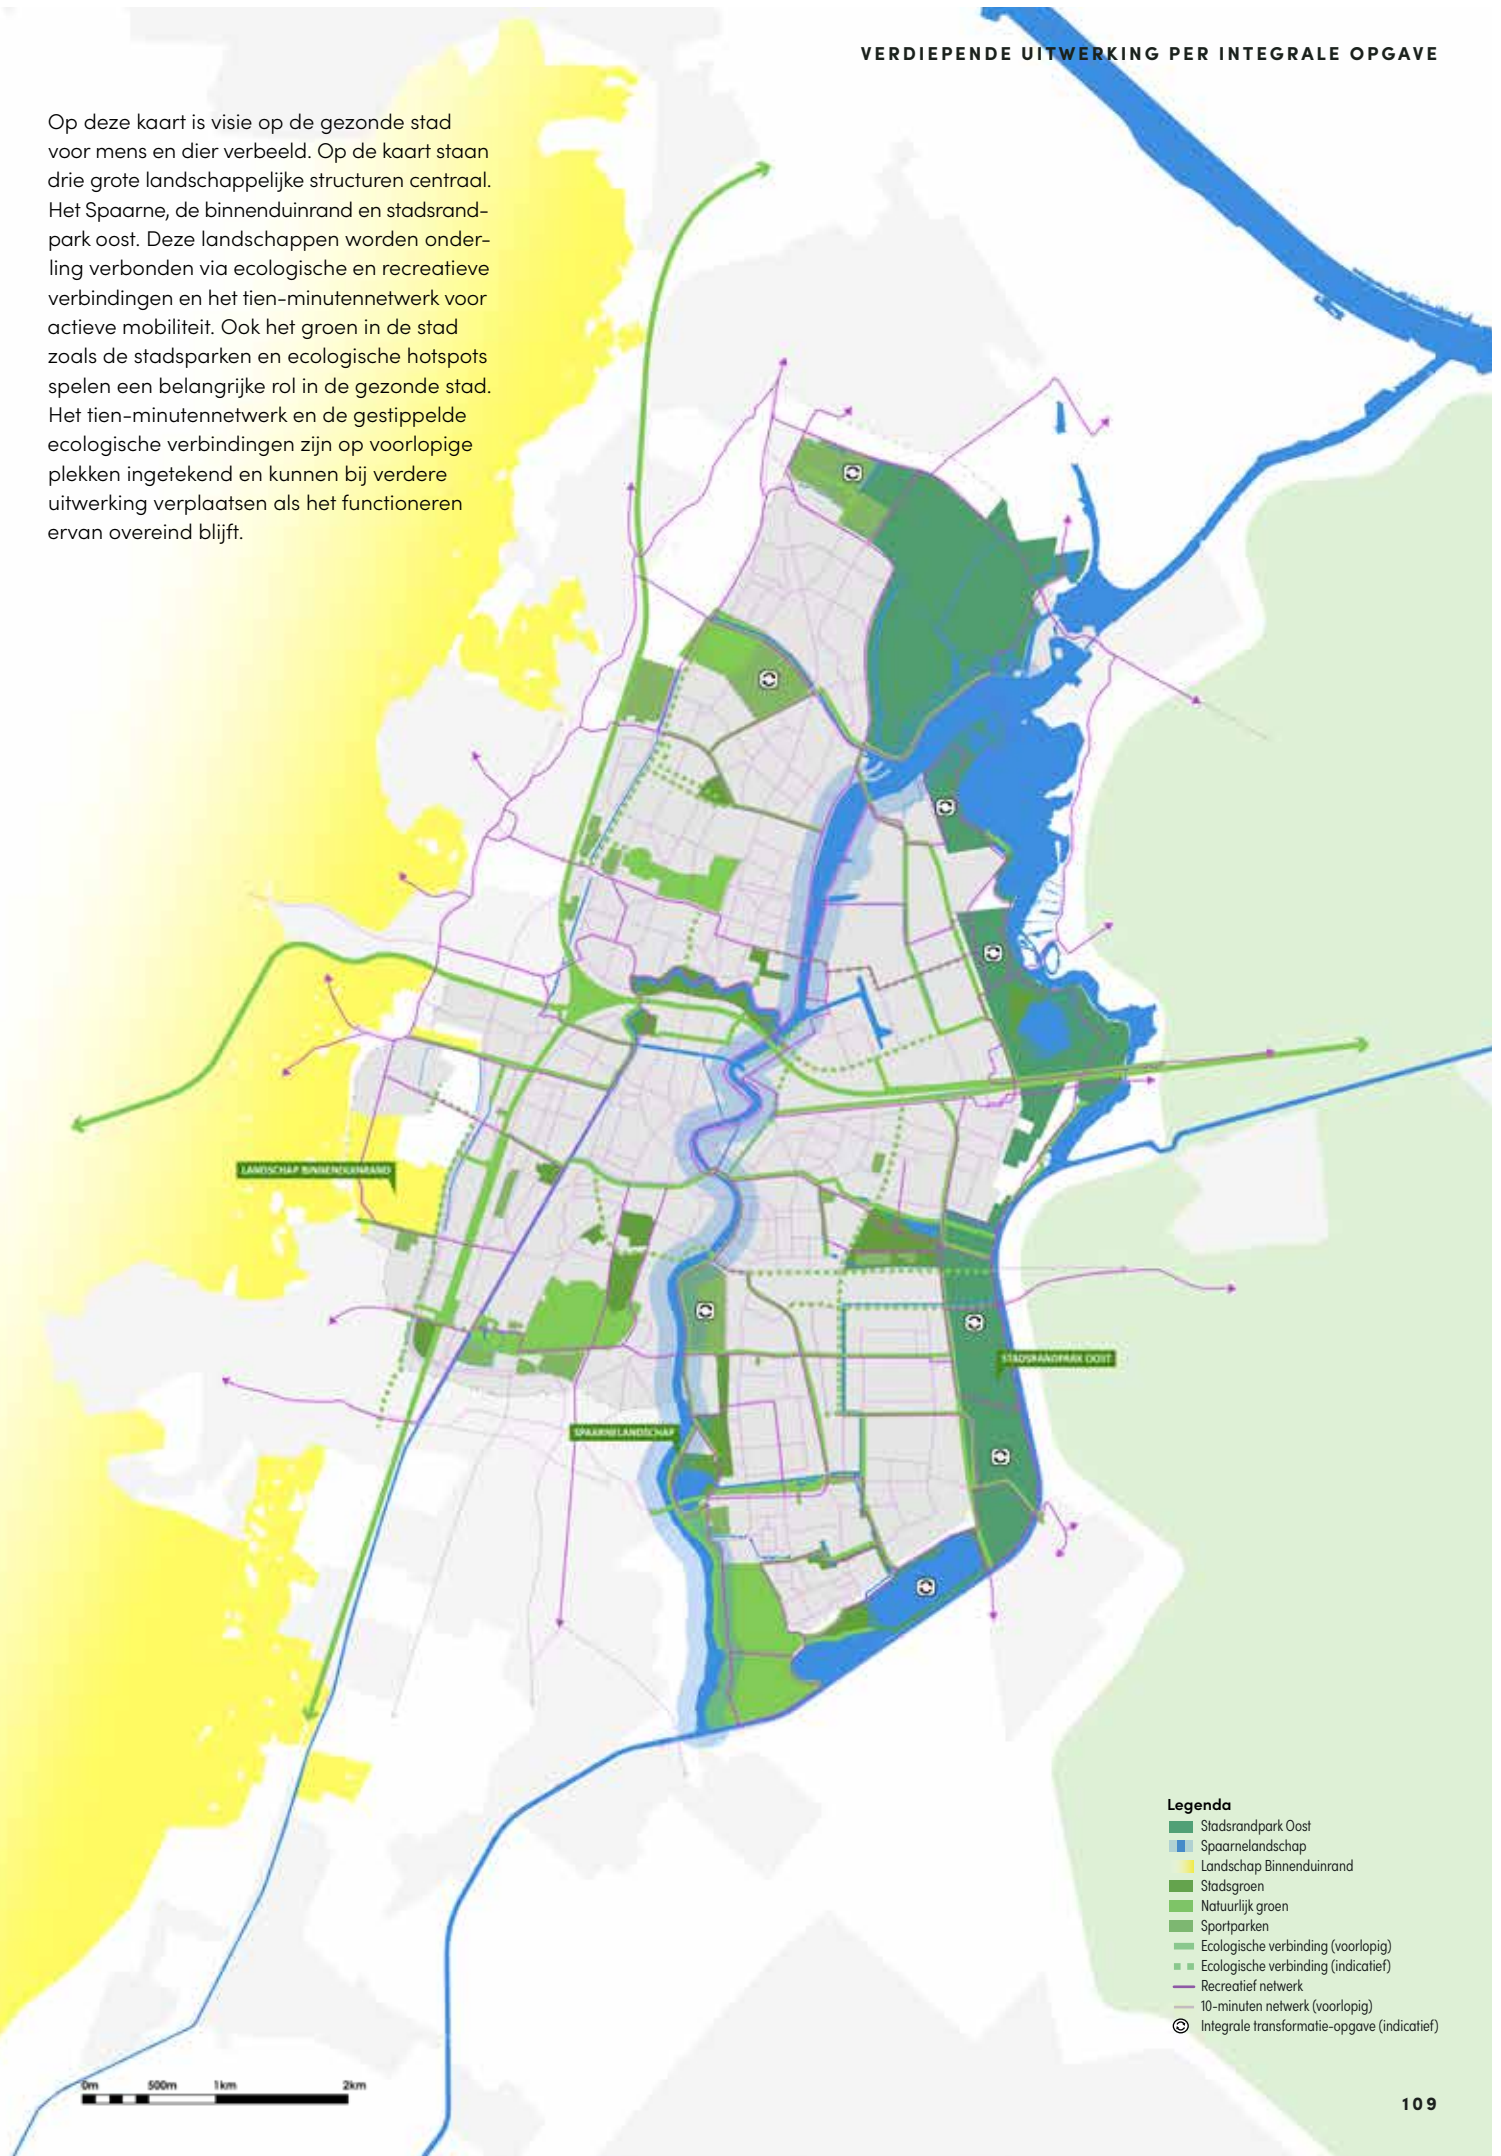 VERDIEPENDE UITWERKING PER INTEGRALE OPGAVE
Op deze kaart is visie op de gezonde stad
voor mens en dier verbeeld. Op de kaart staan
drie grote landschappelijke structuren centraal.
Het Spaarne, de binnenduinrand en stadsrand-
park oost. Deze landschappen worden onder-
ling verbonden via ecologische en recreatieve
verbindingen en het tien-minutennetwerk voor
actieve mobiliteit. Ook het groen in de stad
zoals de stadsparken en ecologische hotspots
spelen een belangrijke rol in de gezonde stad.
Het tien-minutennetwerk en de gestippelde
ecologische verbindingen zijn op voorlopige
plekken ingetekend en kunnen bij verdere
uitwerking verplaatsen als het functioneren
ervan overeind blijft.
LANDSCHAP BINNENDUINRAND
STADSRANDPARK OOST
SPAARNELANDSCHAP
Legenda
Stadsrandpark Oost
Spaarnelandschap
Landschap Binnenduinrand
Stadsgroen
Natuurlijk groen
Sportparken
Ecologische verbinding (voorlopig)
Ecologische verbinding (indicatief)
Recreatief netwerk
10-minuten netwerk (voorlopig)
Integrale transformatie-opgave (indicatief)
0m 500m 1km 2km
109